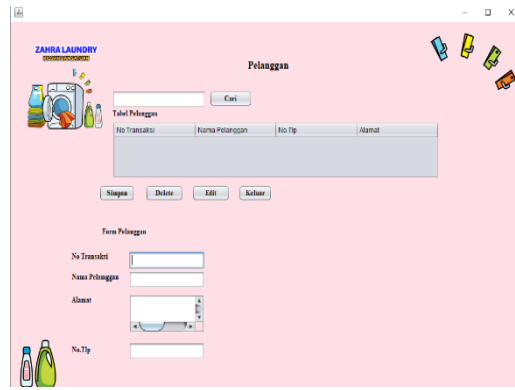 ZAHRA LAUNDRY
Pelanggan
Cari
Tabel Pelanggan
No Transaksi Nama Pelanggan No Tlp Alamat
Simpan Delete Edit Keluar
Form Pelanggan
No Transaksi
Nama Pelanggan
Alamat
No.Tlp